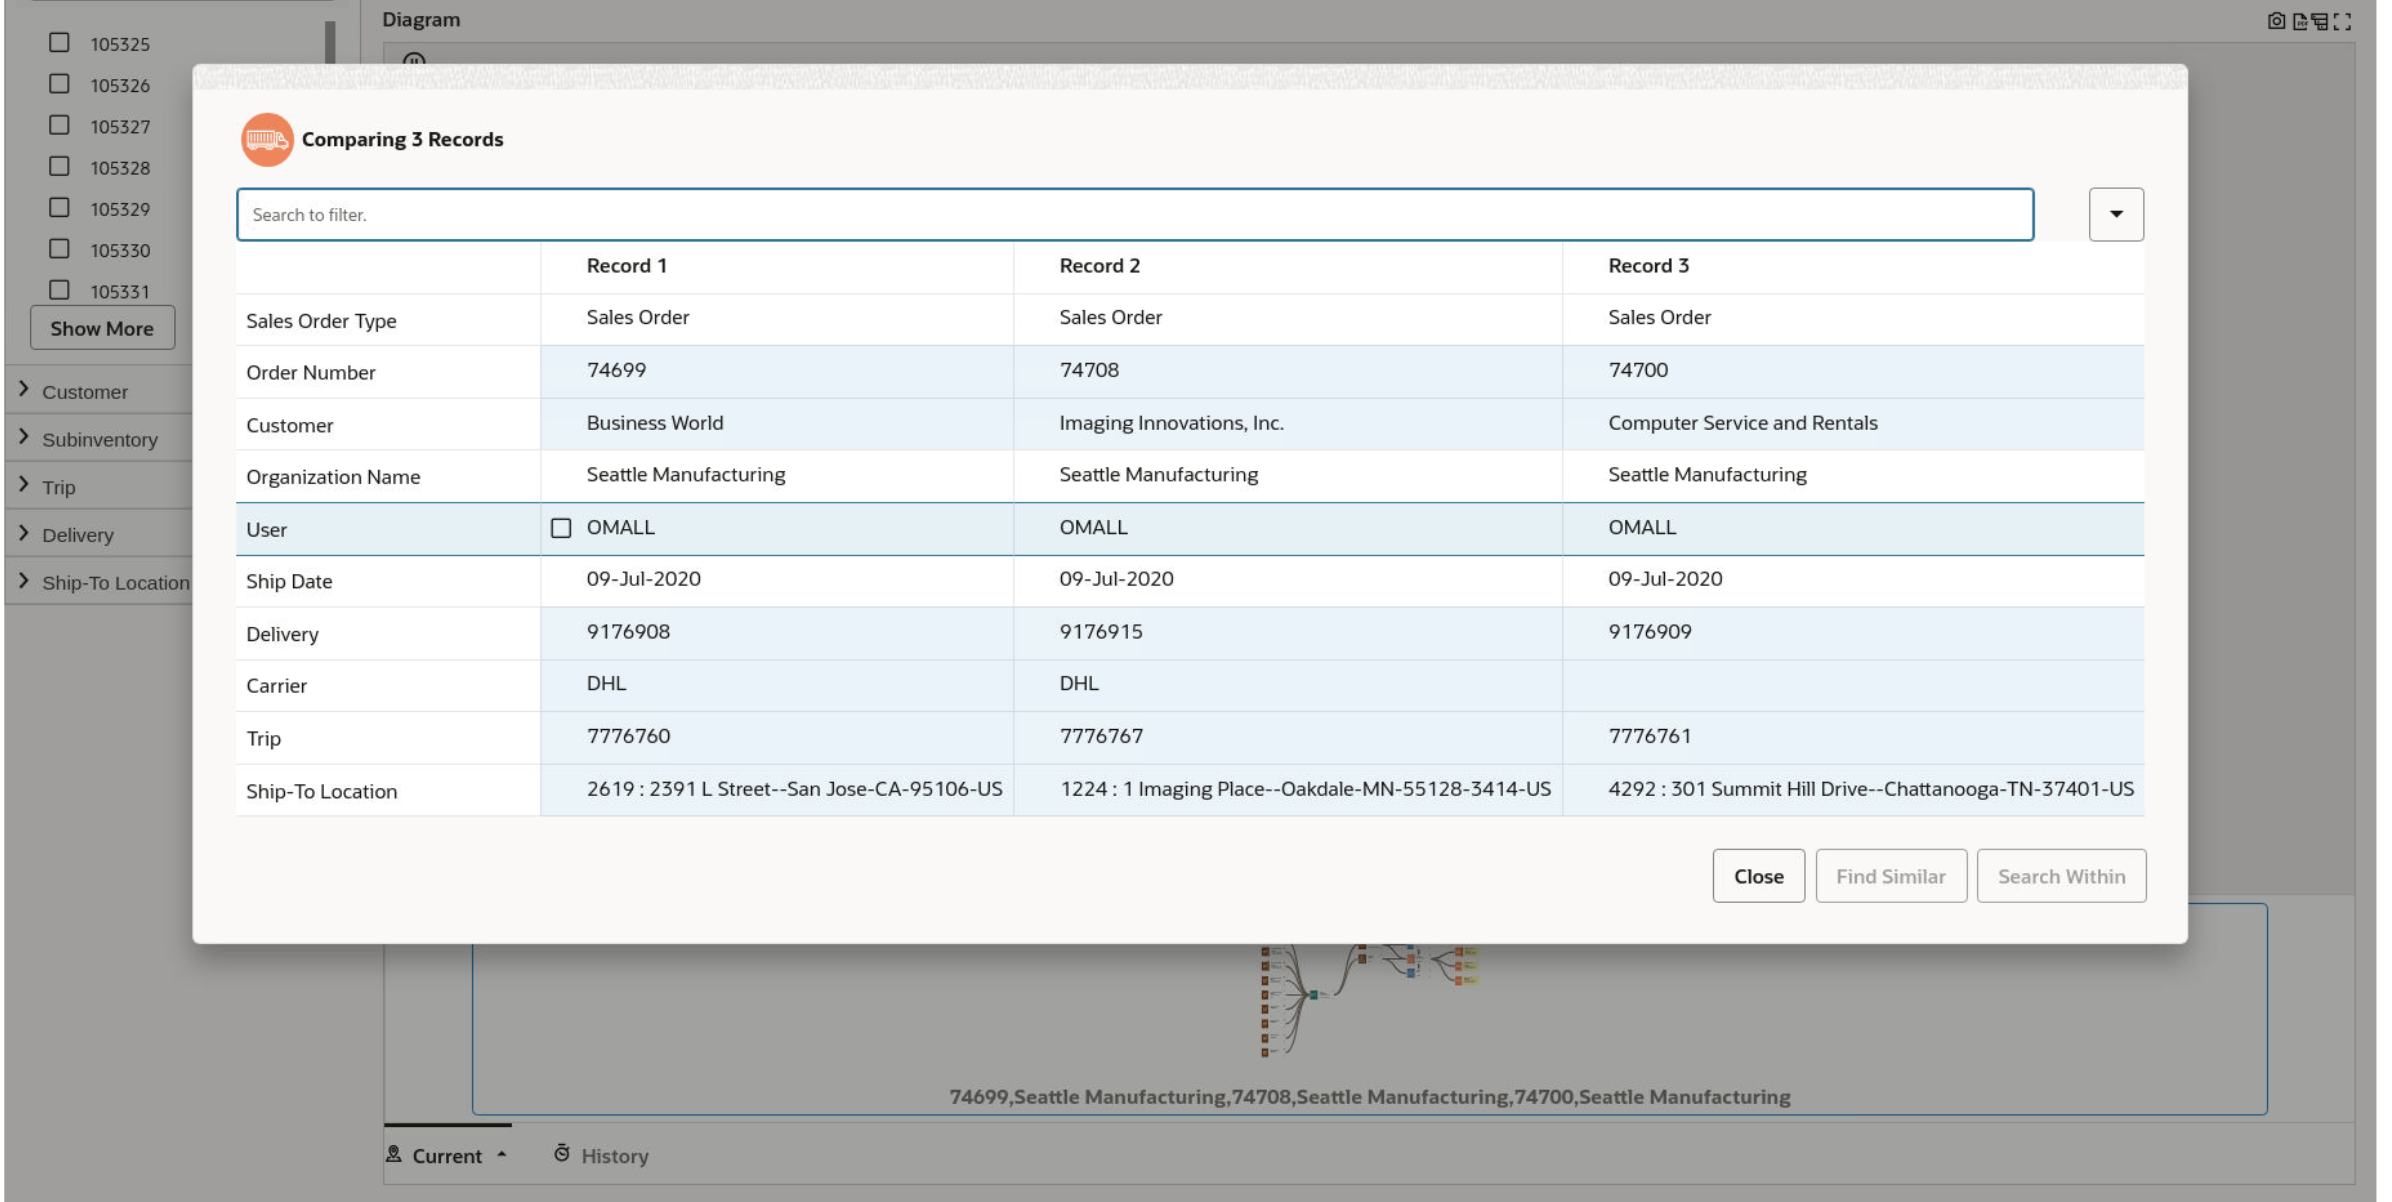 Diagram
105325
105326
105327
105328
105329
105330
105331
Show More
Customer
Subinventory
Trip
Delivery
Ship-To Location
Comparing 3 Records
Search to filter.
Record 1 Record 2 Record 3
Sales Order Type Sales Order Sales Order Sales Order
Order Number 74699 74708 74700
Customer Business World Imaging Innovations, Inc. Computer Service and Rentals
Organization Name Seattle Manufacturing Seattle Manufacturing Seattle Manufacturing
User OMALL OMALL OMALL
Ship Date 09-Jul-2020 09-Jul-2020 09-Jul-2020
Delivery 9176908 9176915 9176909
Carrier DHL DHL
Trip 7776760 7776767 7776761
Ship-To Location 2619 : 2391 L Street--San Jose-CA-95106-US 1224 : 1 Imaging Place--Oakdale-MN-55128-3414-US 4292 : 301 Summit Hill Drive--Chattanooga-TN-37401-US
Close Find Similar Search Within
74699,Seattle Manufacturing,74708,Seattle Manufacturing,74700,Seattle Manufacturing
Current History